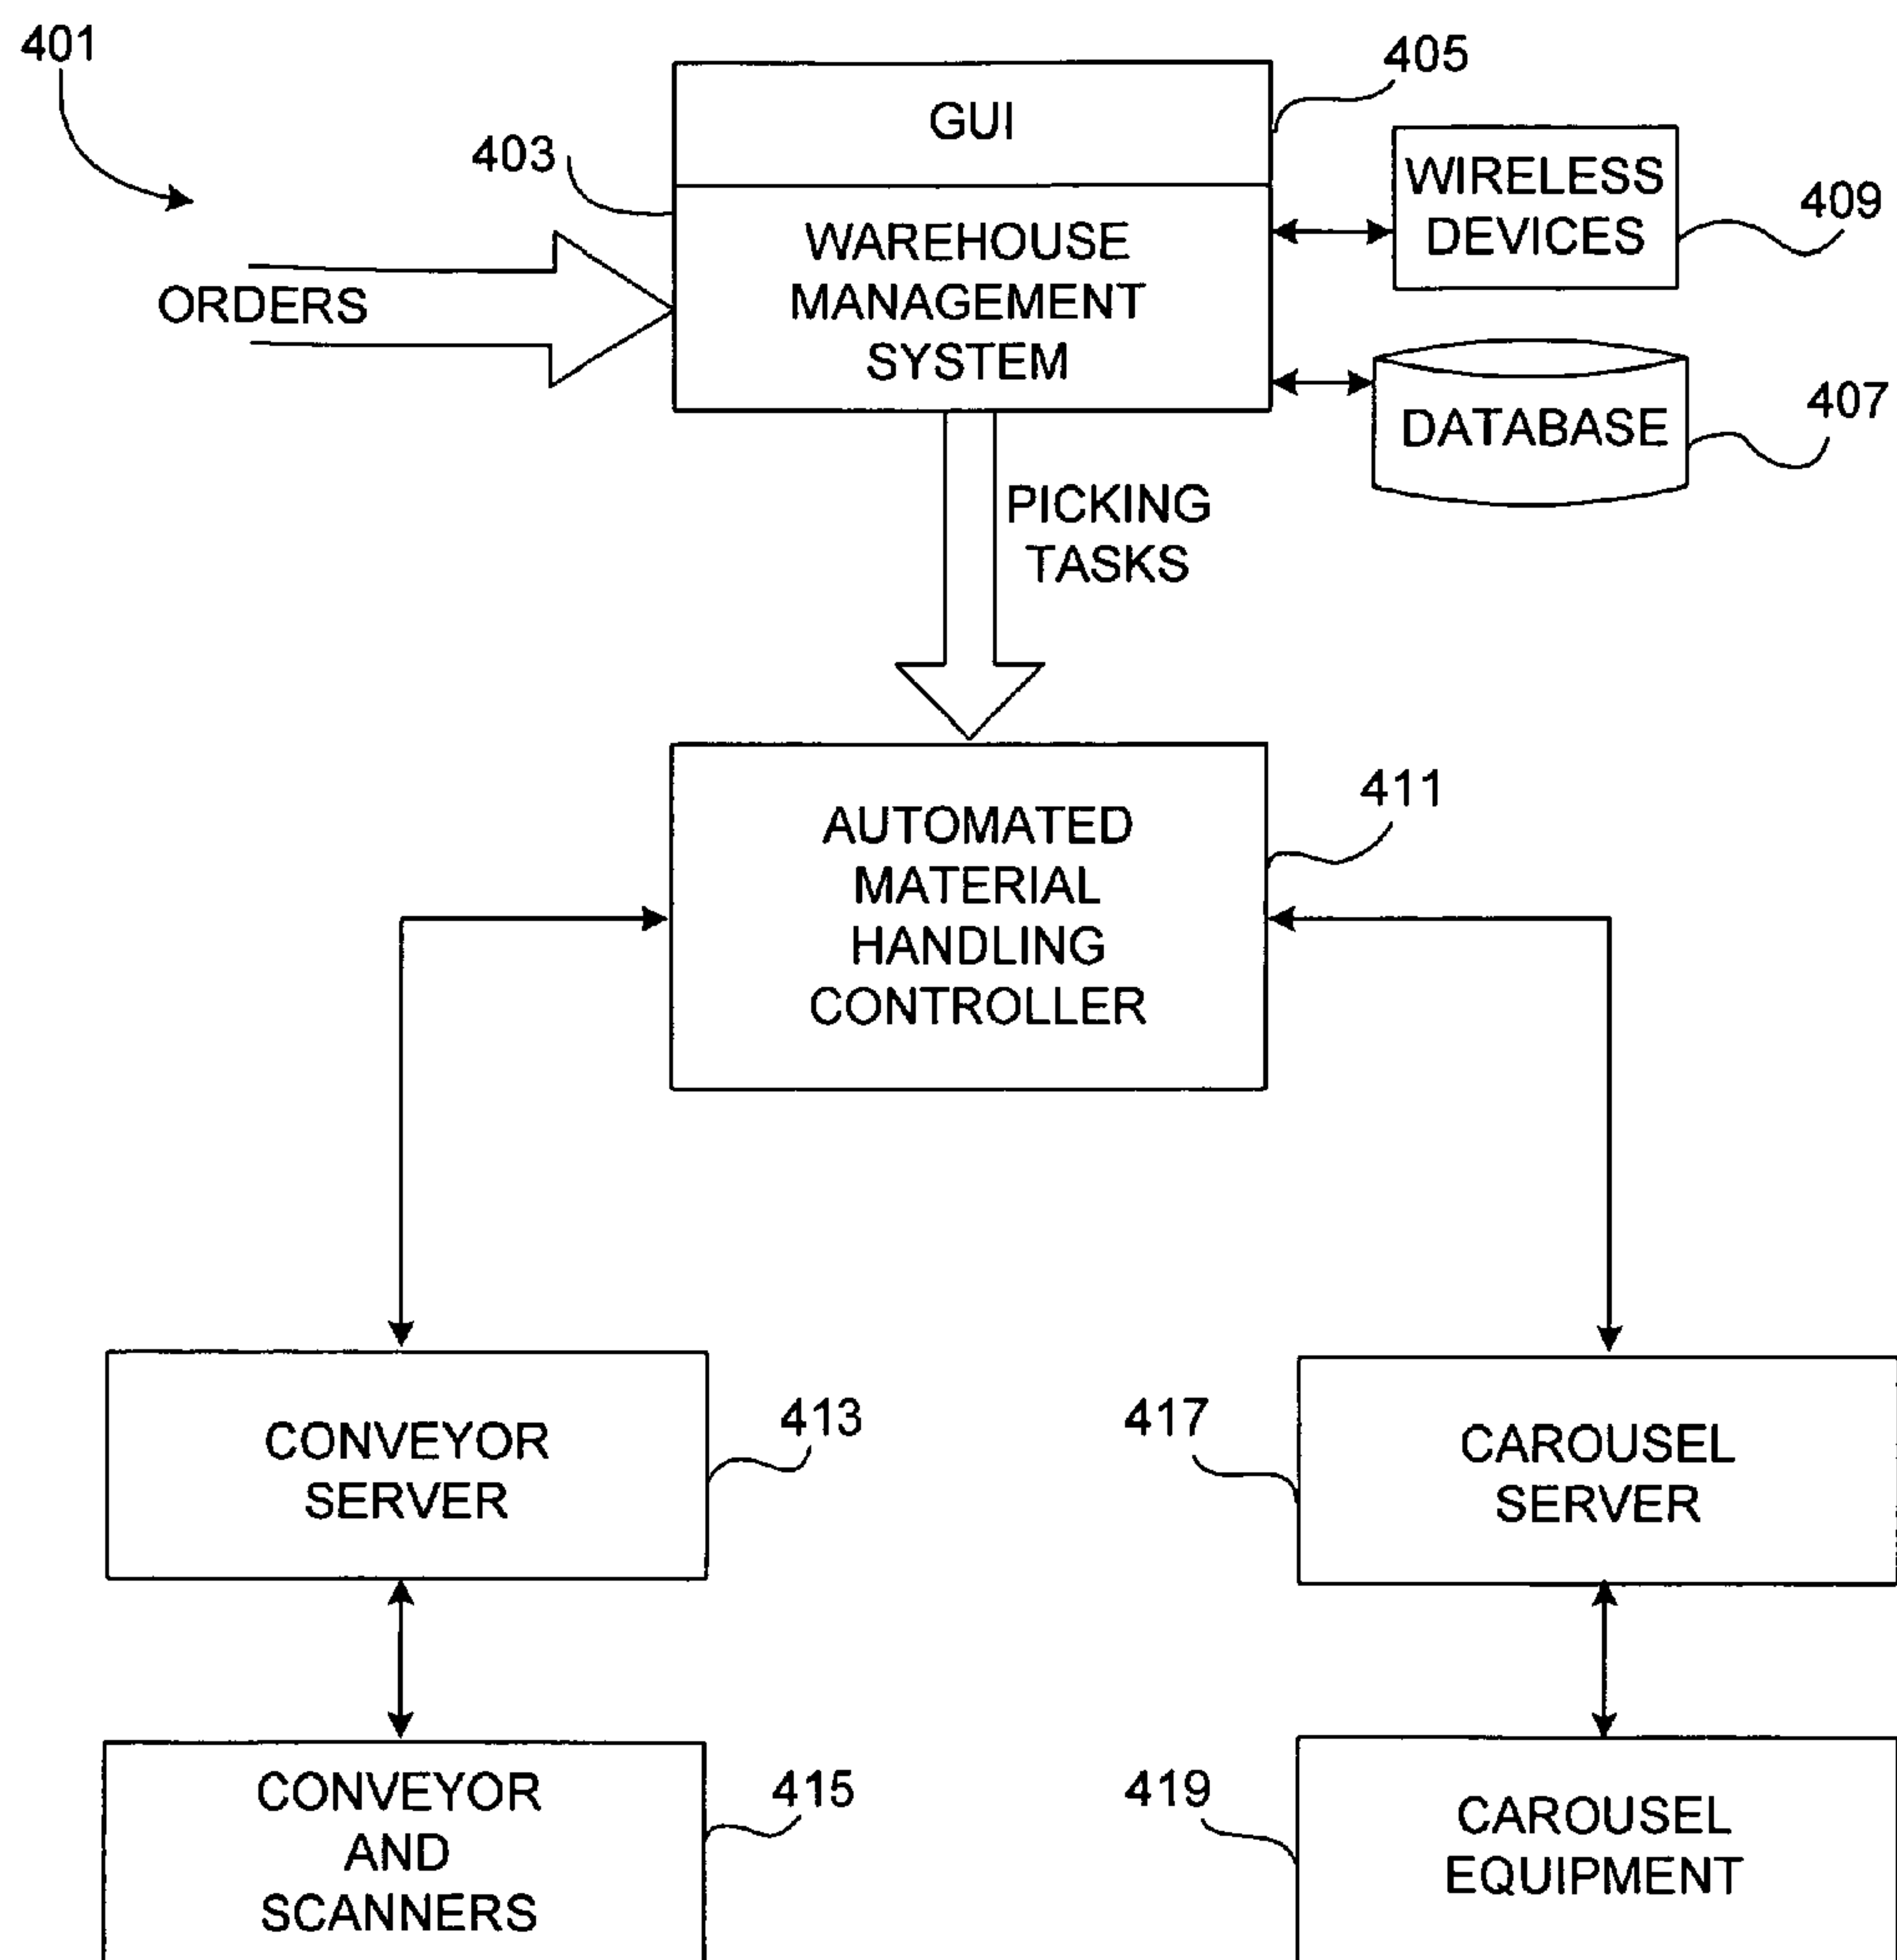 401
405
GUI
403
WIRELESS
DEVICES
409
WAREHOUSE
MANAGEMENT
SYSTEM
ORDERS
DATABASE
407
PICKING
TASKS
411
AUTOMATED
MATERIAL
HANDLING
CONTROLLER
CONVEYOR
SERVER
413
417
CAROUSEL
SERVER
CONVEYOR
AND
SCANNERS
415
419
CAROUSEL
EQUIPMENT